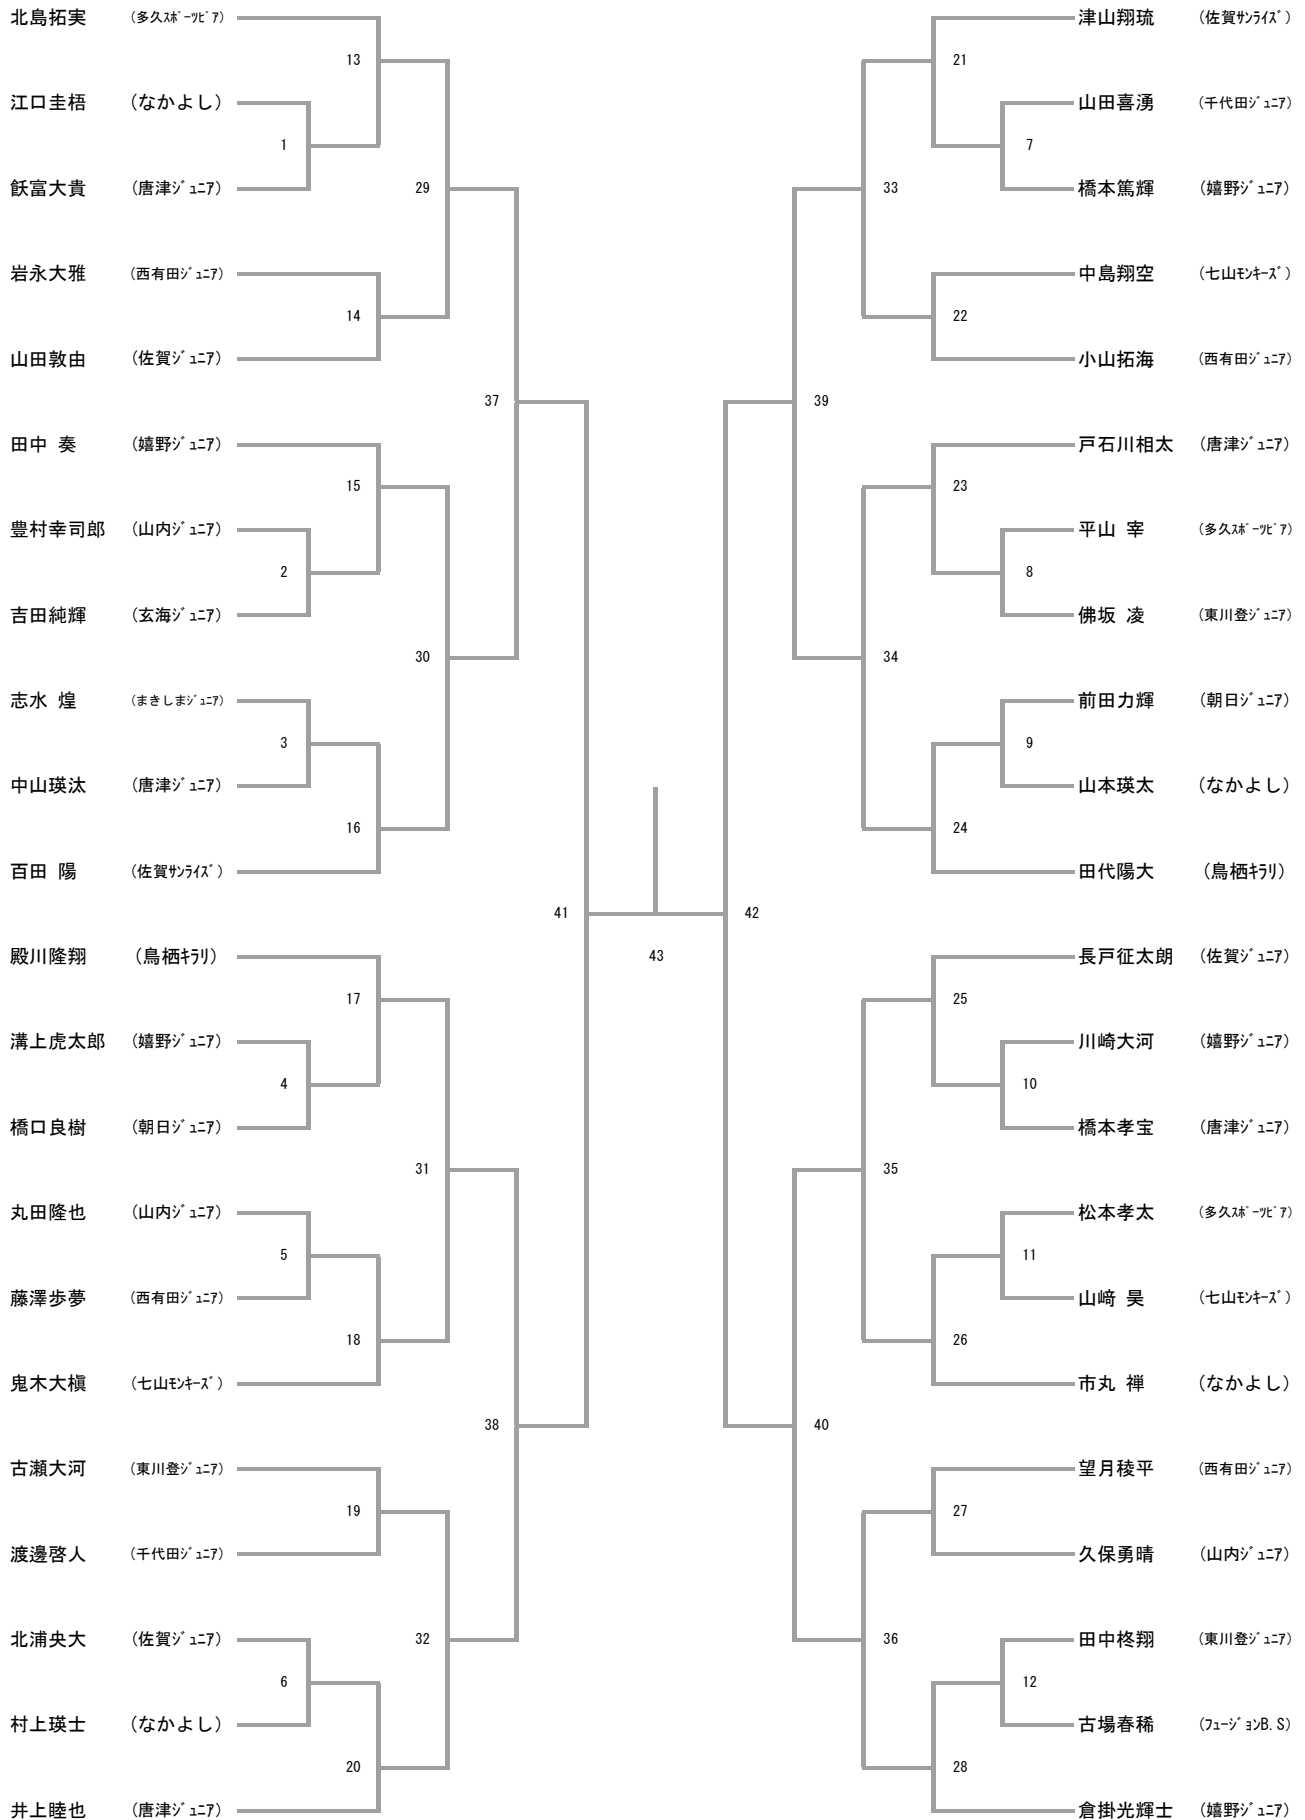 北島拓実 (多久ｽﾎﾟｰﾂﾋﾟｱ)
13
江口圭梧 (なかよし)
1
飫富大貴 (唐津ｼﾞｭﾆｱ)
29
岩永大雅 (西有田ｼﾞｭﾆｱ)
14
山田敦由 (佐賀ｼﾞｭﾆｱ)
37
田中 奏 (嬉野ｼﾞｭﾆｱ)
15
豊村幸司郎 (山内ｼﾞｭﾆｱ)
2
吉田純輝 (玄海ｼﾞｭﾆｱ)
30
志水 煌 (まきしまｼﾞｭﾆｱ)
3
中山瑛汰 (唐津ｼﾞｭﾆｱ)
16
百田 陽 (佐賀ｻﾝﾗｲｽﾞ)
41
殿川隆翔 (鳥栖ｷﾗﾘ)
17
溝上虎太郎 (嬉野ｼﾞｭﾆｱ)
4
橋口良樹 (朝日ｼﾞｭﾆｱ)
31
丸田隆也 (山内ｼﾞｭﾆｱ)
5
藤澤歩夢 (西有田ｼﾞｭﾆｱ)
18
鬼木大槇 (七山ﾓﾝｷｰｽﾞ)
38
古瀬大河 (東川登ｼﾞｭﾆｱ)
19
渡邊啓人 (千代田ｼﾞｭﾆｱ)
北浦央大 (佐賀ｼﾞｭﾆｱ)
32
6
村上瑛士 (なかよし)
20
井上睦也 (唐津ｼﾞｭﾆｱ)
43
津山翔琉 (佐賀ｻﾝﾗｲｽﾞ)
21
山田喜湧 (千代田ｼﾞｭﾆｱ)
7
橋本篤輝 (嬉野ｼﾞｭﾆｱ)
33
中島翔空 (七山ﾓﾝｷｰｽﾞ)
22
小山拓海 (西有田ｼﾞｭﾆｱ)
39
戸石川相太 (唐津ｼﾞｭﾆｱ)
23
平山 宰 (多久ｽﾎﾟｰﾂﾋﾟｱ)
8
佛坂 凌 (東川登ｼﾞｭﾆｱ)
34
前田力輝 (朝日ｼﾞｭﾆｱ)
9
山本瑛太 (なかよし)
24
田代陽大 (鳥栖ｷﾗﾘ)
42
長戸征太朗 (佐賀ｼﾞｭﾆｱ)
25
川崎大河 (嬉野ｼﾞｭﾆｱ)
10
橋本孝宝 (唐津ｼﾞｭﾆｱ)
35
松本孝太 (多久ｽﾎﾟｰﾂﾋﾟｱ)
11
山﨑 昊 (七山ﾓﾝｷｰｽﾞ)
26
市丸 禅 (なかよし)
40
望月稜平 (西有田ｼﾞｭﾆｱ)
27
久保勇晴 (山内ｼﾞｭﾆｱ)
36
田中柊翔 (東川登ｼﾞｭﾆｱ)
12
古場春稀 (ﾌｭｰｼﾞｮﾝB.S)
28
倉掛光輝士 (嬉野ｼﾞｭﾆｱ)